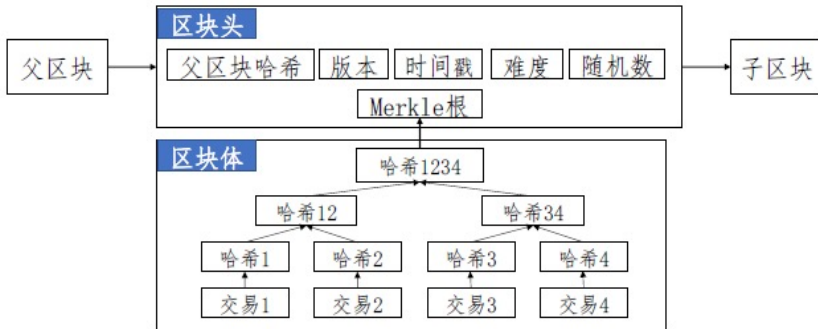 区块头
父区块
父区块哈希 版本 时间戳 难度 随机数
子区块
Merkle根
区块体
哈希1234
哈希12 哈希34
哈希1 哈希2 哈希3 哈希4
交易1 交易2 交易3 交易4